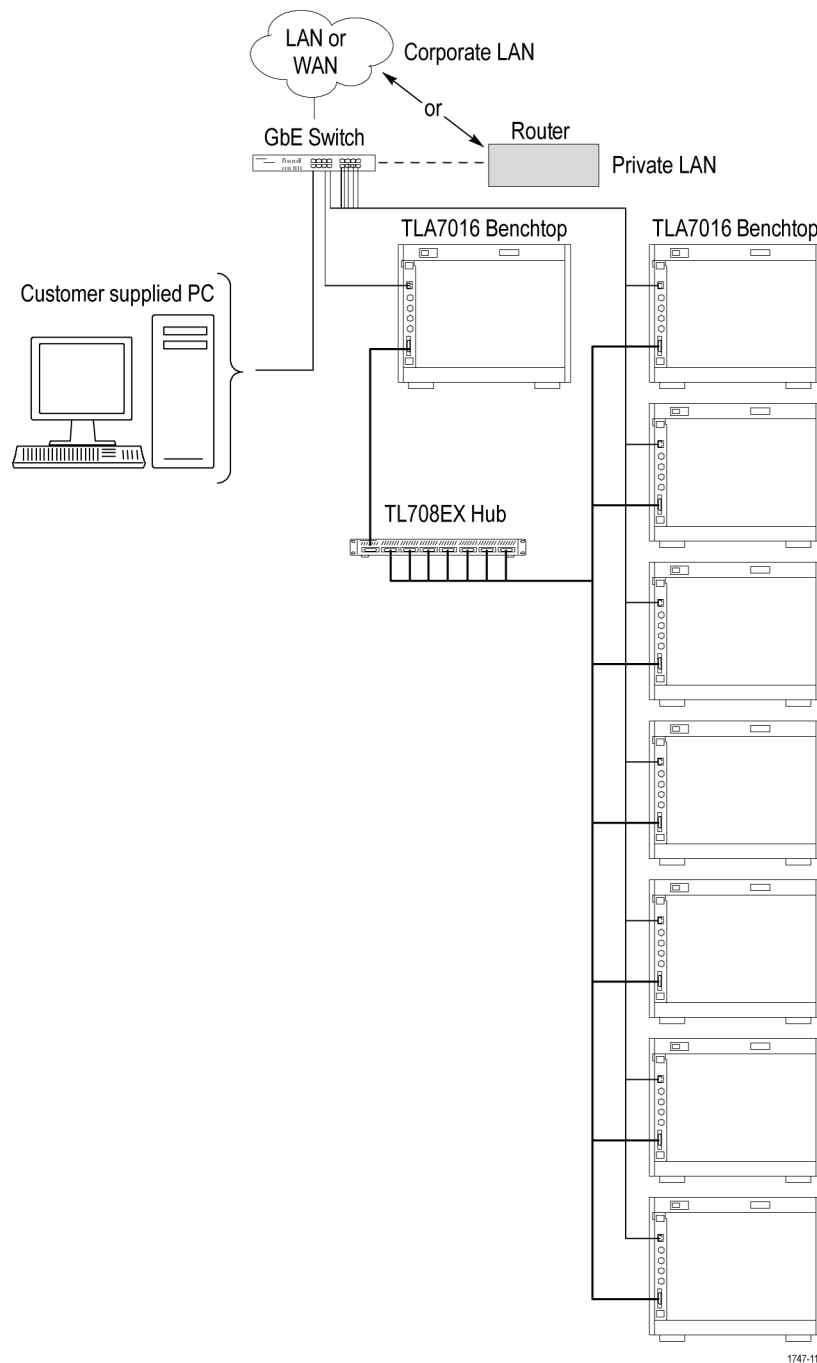 LAN or
WAN
Corporate LAN
or
GbE Switch
Router
Private LAN
TLA7016 Benchtop
TLA7016 Benchtop
Customer supplied PC
TL708EX Hub
1747-11